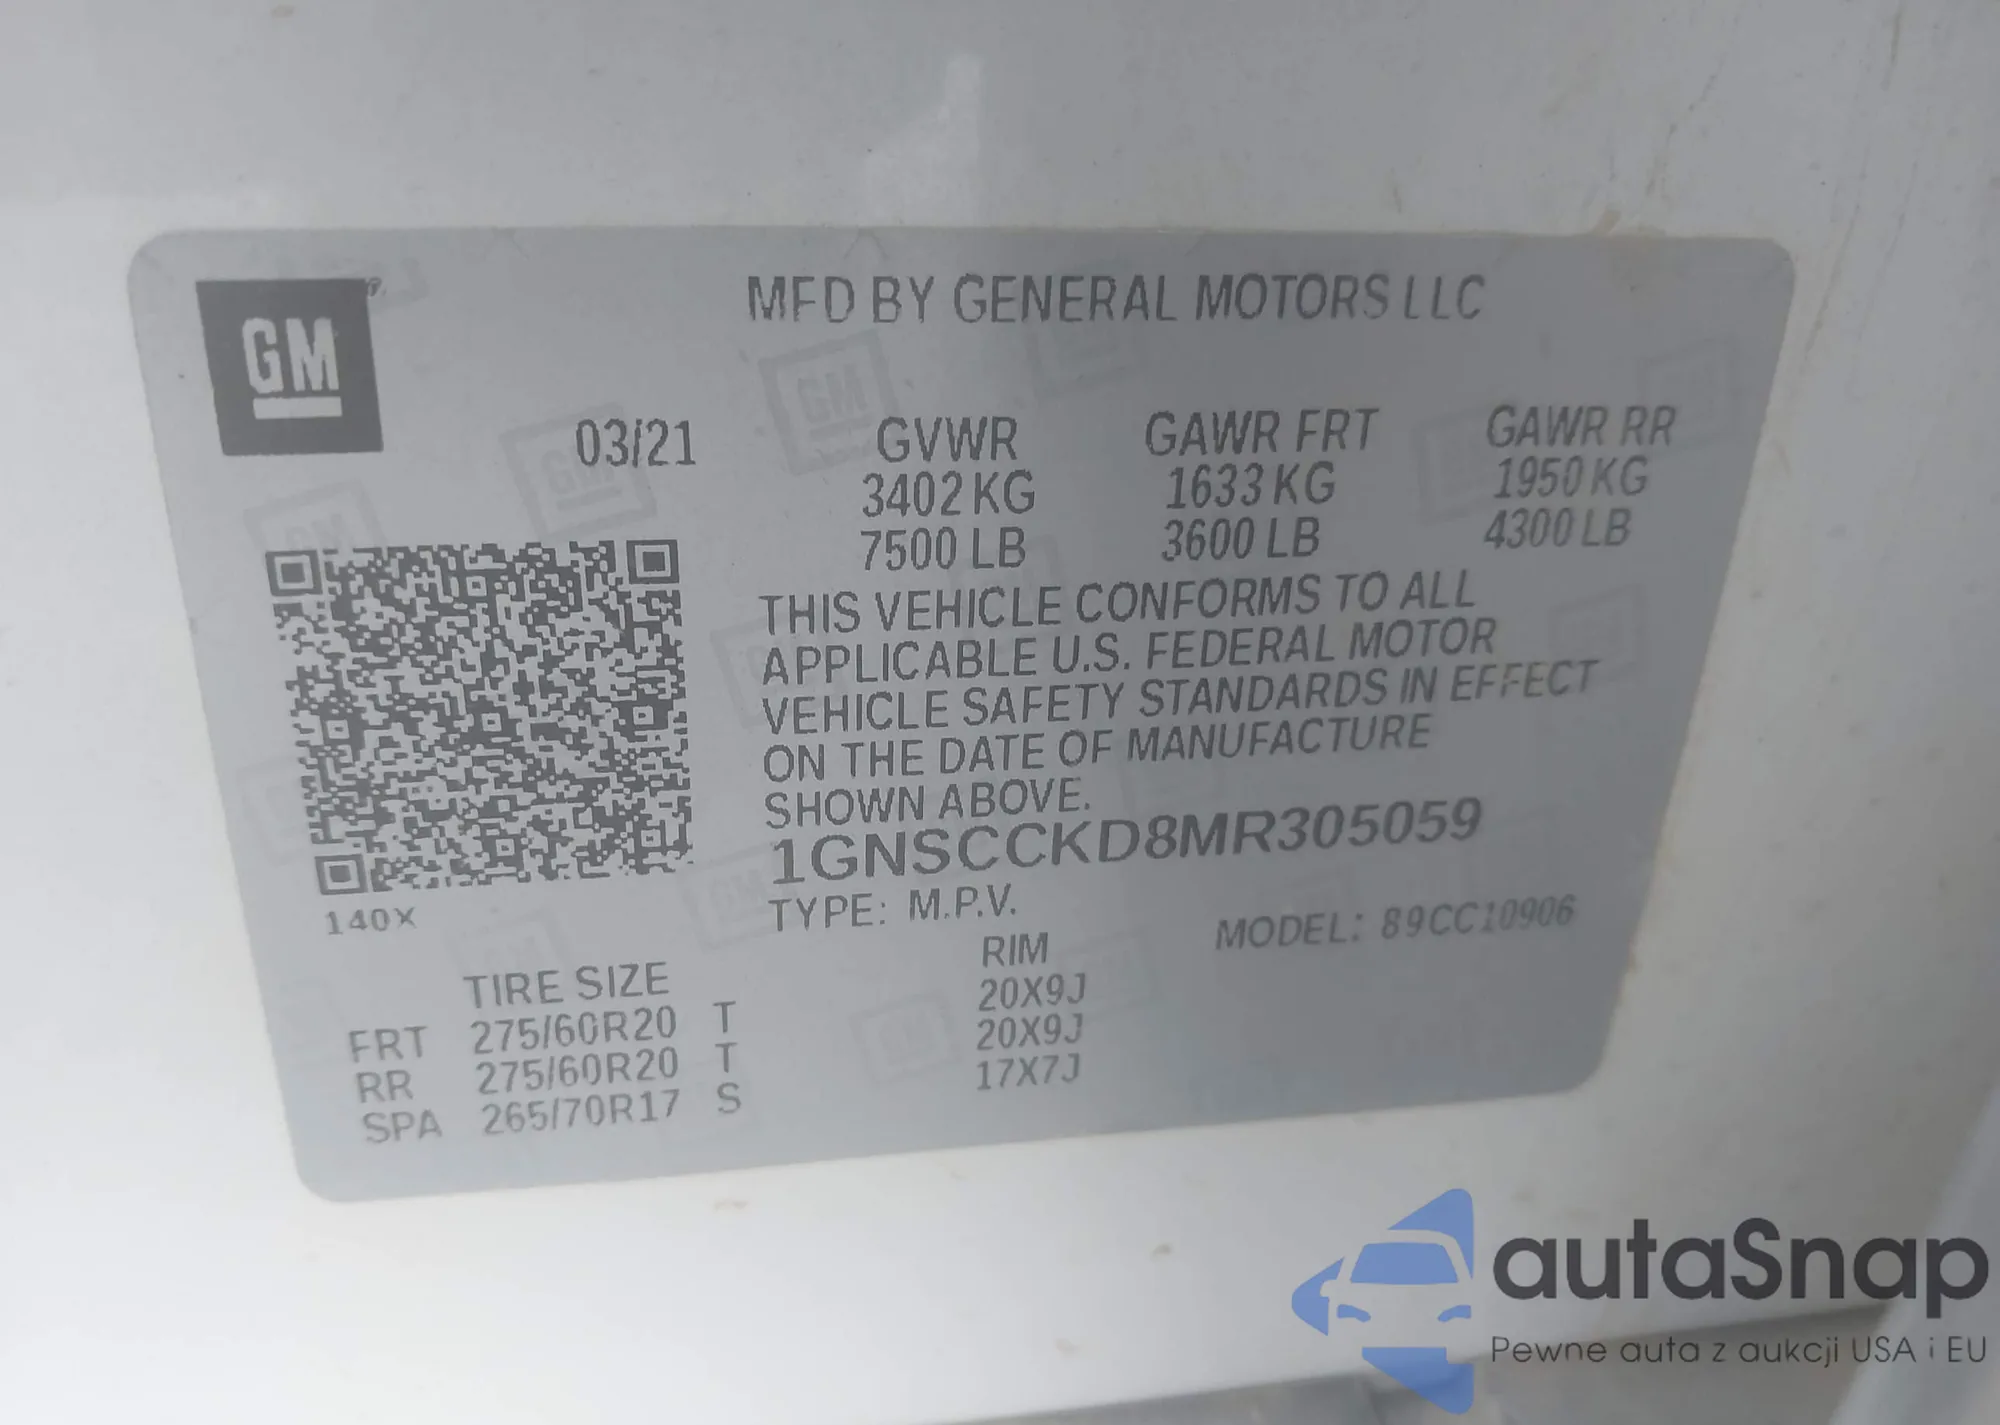 GM
MFD BY GENERAL MOTORS LLC
03/21 GVWR GAWR FRT GAWR RR
3402 KG 1633 KG 1950 KG
7500 LB 3600 LB 4300 LB
THIS VEHICLE CONFORMS TO ALL
APPLICABLE U.S. FEDERAL MOTOR
VEHICLE SAFETY STANDARDS IN EFFECT
ON THE DATE OF MANUFACTURE
SHOWN ABOVE.
1GNSCCKD8MR305059
140X
TYPE: M.P.V. MODEL: 89CC10906
TIRE SIZE RIM
FRT 275/60R20 T 20X9J
RR 275/60R20 T 20X9J
SPA 265/70R17 S 17X7J
autaSnap
Pewne auta z aukcji USA i EU